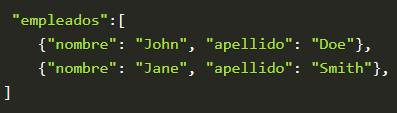 "empleados":[
{"nombre": "John", "apellido": "Doe"},
{"nombre": "Jane", "apellido": "Smith"},
]